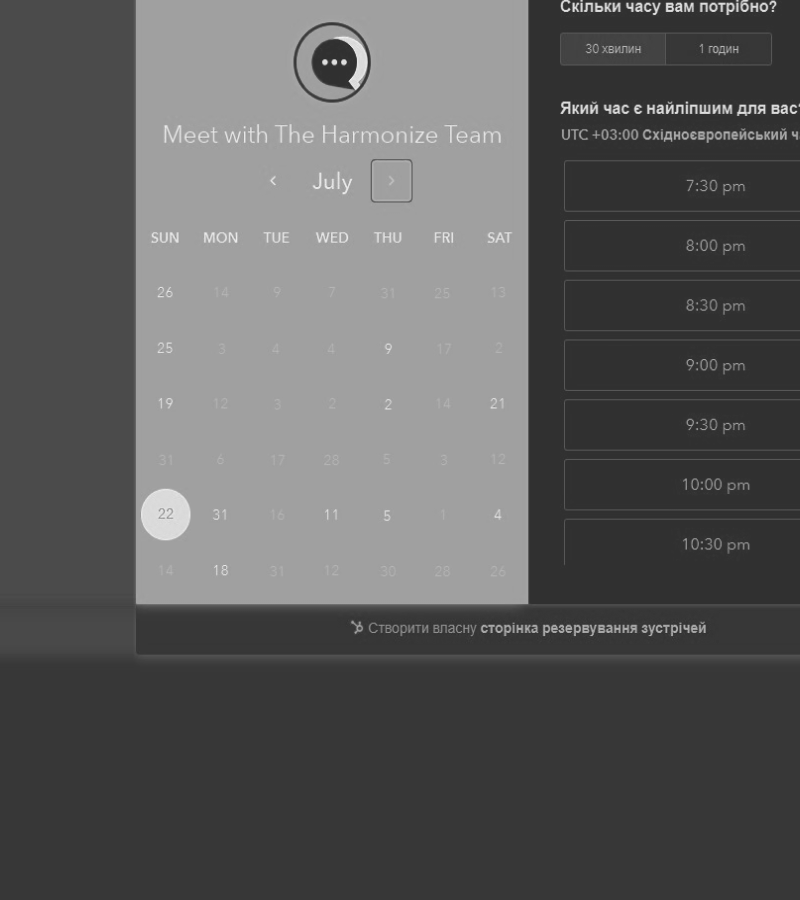 Скільки часу вам потрібно?
30 хвилин 1 годин
Meet with The Harmonize Team
Який час є найліпшим для вас?
UTC +03:00 Східноєвропейський
July
SUN MON TUE WED THU FRI SAT
26 14 9 7 31 25 13
25 3 4 4 9 17 2
19 12 3 2 2 14 21
31 6 17 28 5 3 12
22 31 16 11 5 1 4
14 18 31 12 30 28 26
7:30 pm
8:00 pm
8:30 pm
9:00 pm
9:30 pm
10:00 pm
10:30 pm
Створити власну сторінка резервування зустрічей